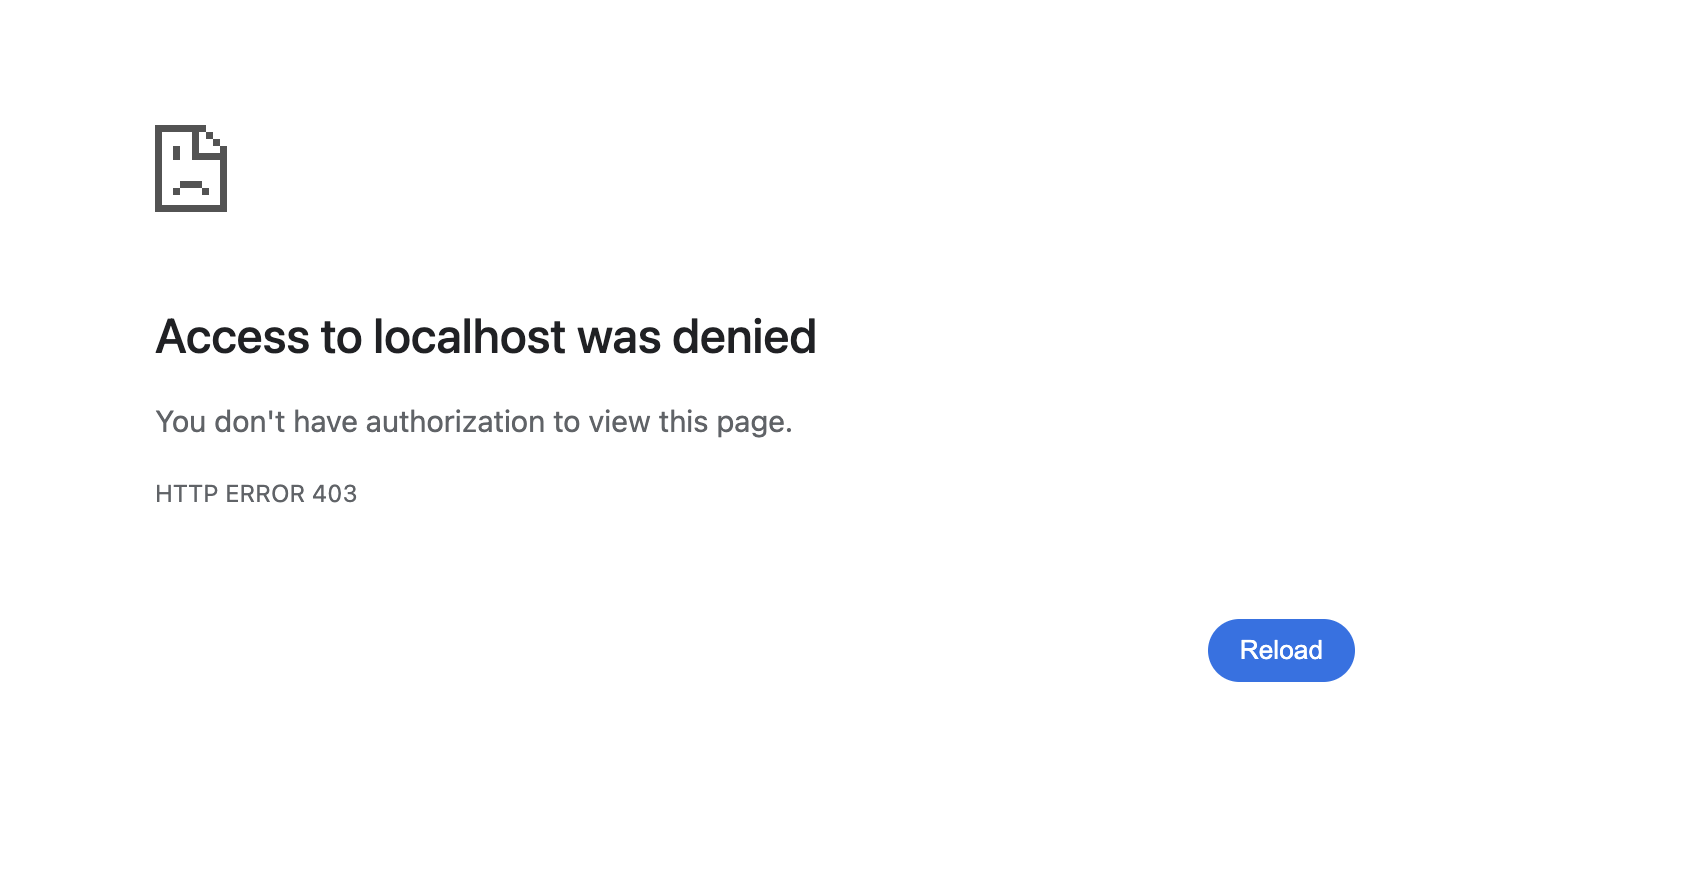 Access to localhost was denied
You don't have authorization to view this page.
HTTP ERROR 403
Reload